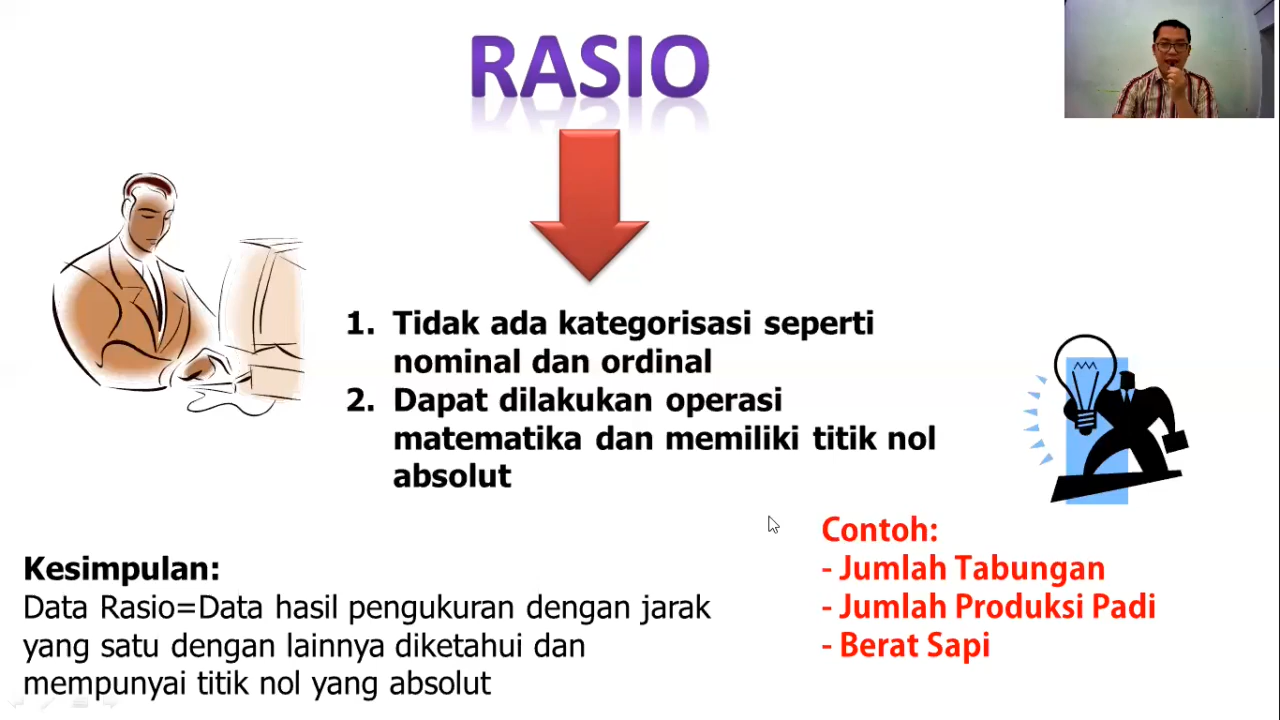 RASIO
1. Tidak ada kategorisasi seperti
nominal dan ordinal
2. Dapat dilakukan operasi
matematika dan memiliki titik nol
absolut
Contoh:
- Jumlah Tabungan
- Jumlah Produksi Padi
- Berat Sapi
Kesimpulan:
Data Rasio=Data hasil pengukuran dengan jarak
yang satu dengan lainnya diketahui dan
mempunyai titik nol yang absolut